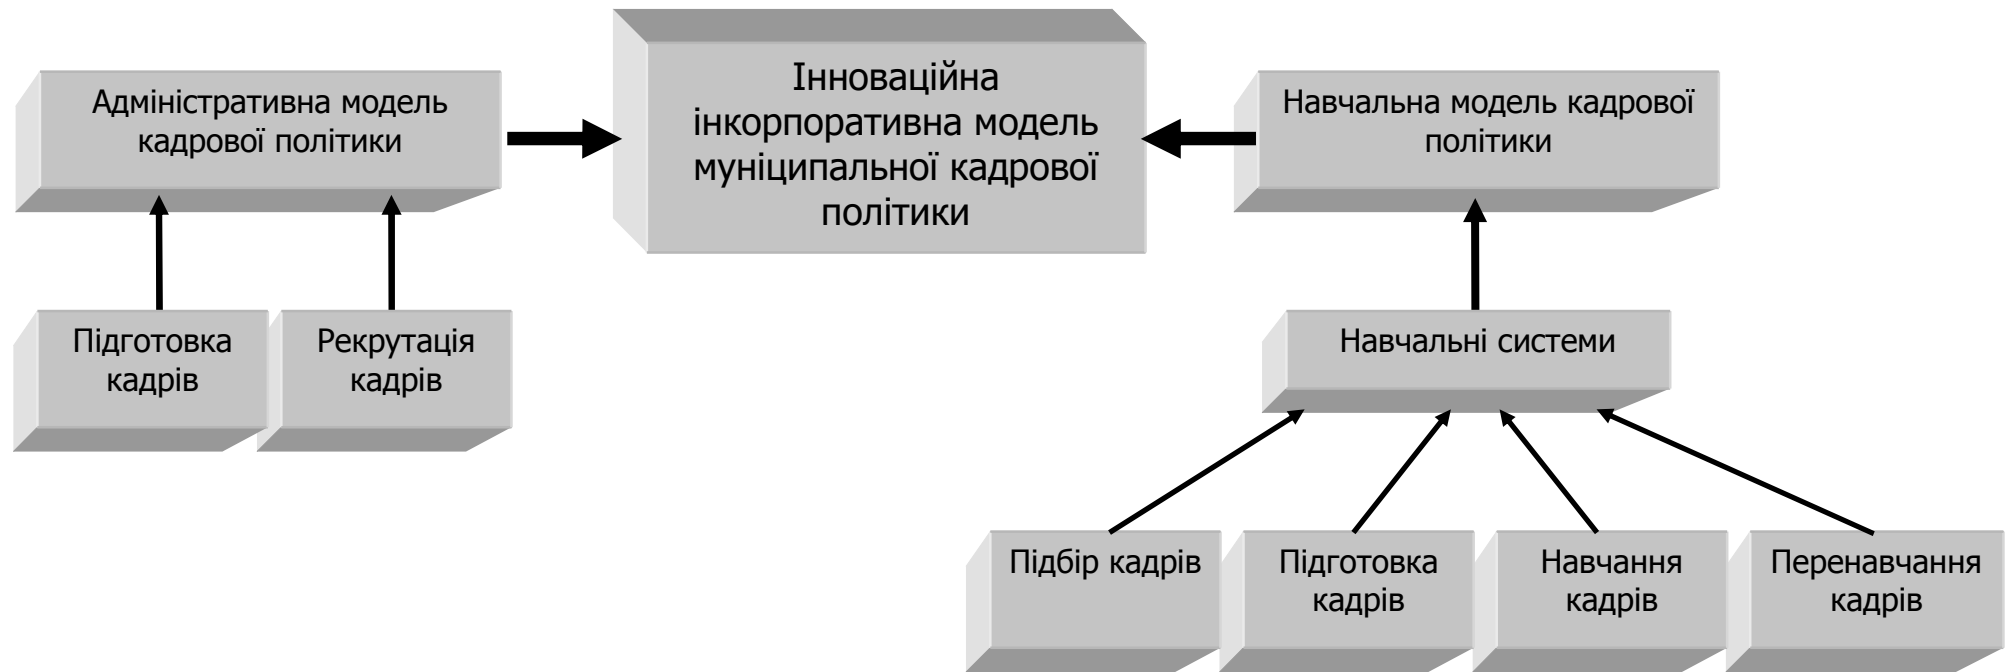 Адміністративна модель
кадрової політики
Інноваційна
інкорпоративна модель
муніципальної кадрової
політики
Навчальна модель кадрової
політики
Підготовка
кадрів
Рекрутація
кадрів
Навчальні системи
Підбір кадрів
Підготовка
кадрів
Навчання
кадрів
Перенавчання
кадрів